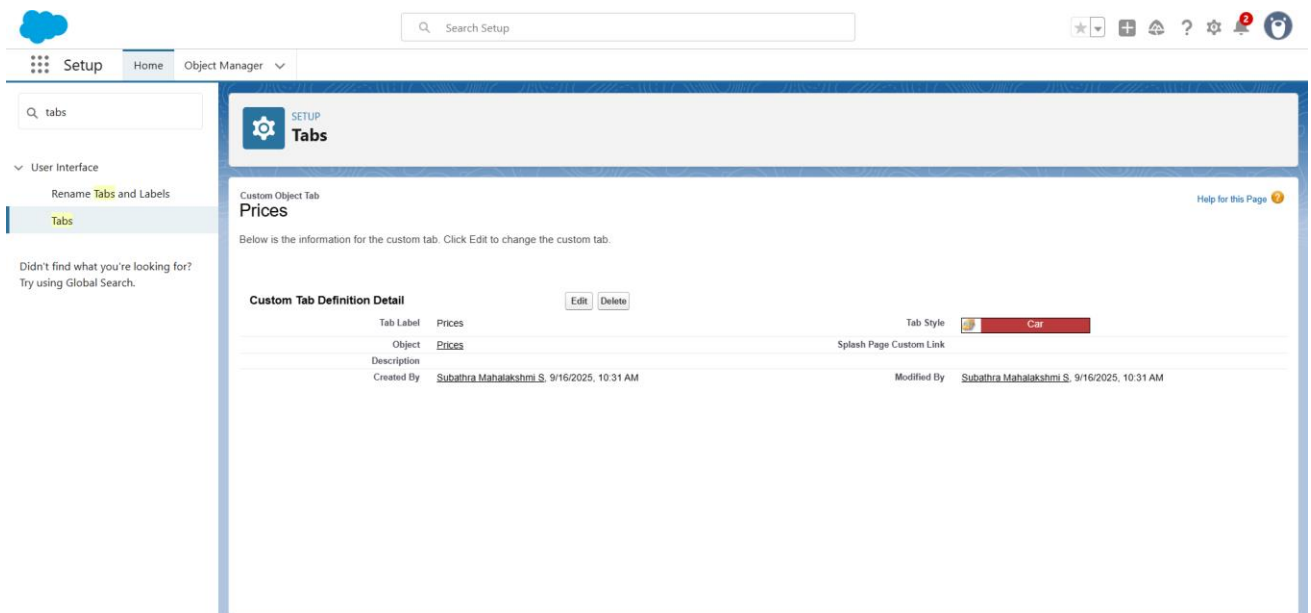 Search Setup
2
Setup
Home
Object Manager
tabs
User Interface
Rename Tabs and Labels
Tabs
Didn't find what you're looking for?
Try using Global Search.
SETUP
Tabs
Custom Object Tab
Prices
Help for this Page ?
Below is the information for the custom tab. Click Edit to change the custom tab.
Custom Tab Definition Detail Edit Delete
Tab Label Prices Tab Style Car
Object Prices Splash Page Custom Link
Description
Created By Subathra Mahalakshmi S, 9/16/2025, 10:31 AM Modified By Subathra Mahalakshmi S, 9/16/2025, 10:31 AM